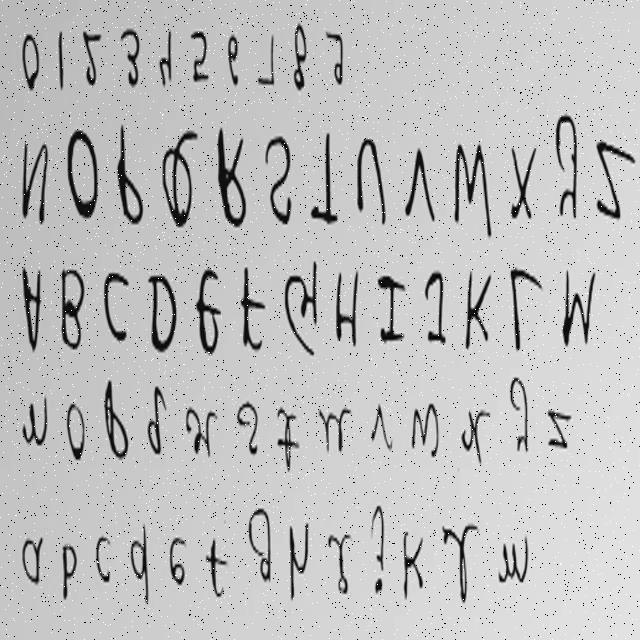 a b c d e f g h i j k l m
n o p q r s t u v w x y z
A B C D E F G H I J K L M
N O P Q R S T U V W X Y Z
0 1 2 3 4 5 6 7 8 9